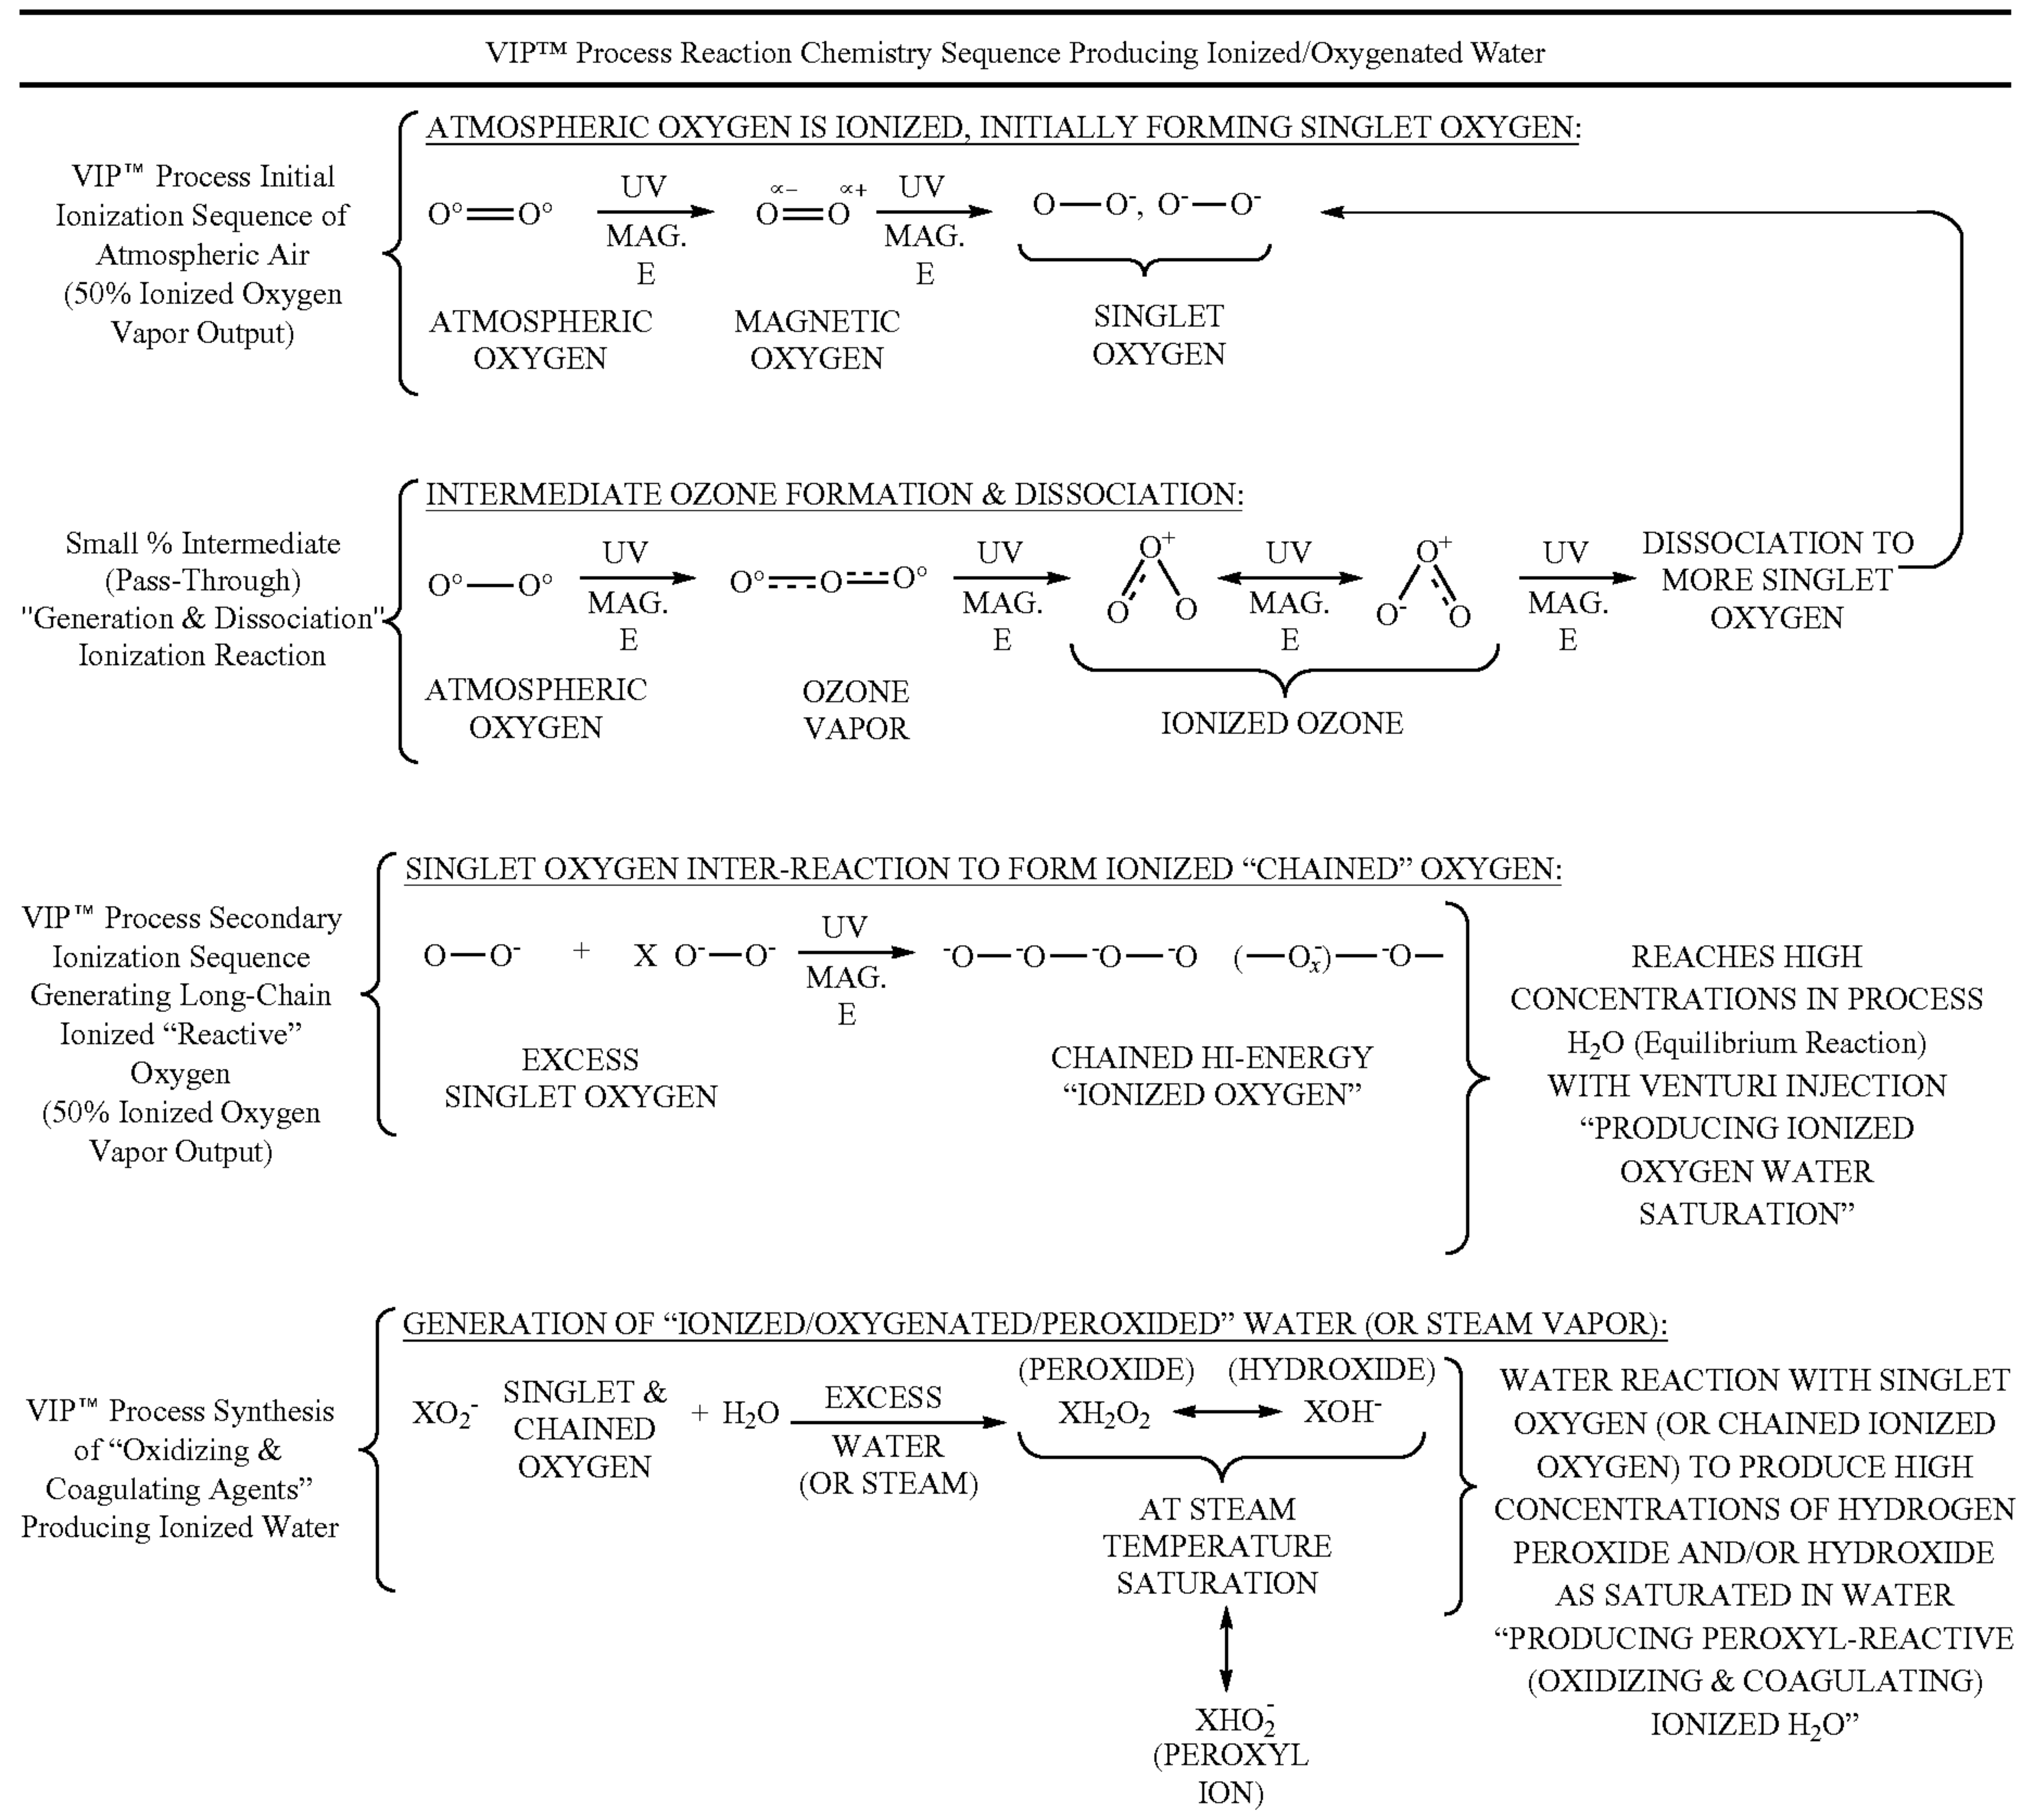 VIP™ Process Reaction Chemistry Sequence Producing Ionized/Oxygenated Water
VIP™ Process Initial
Ionization Sequence of
Atmospheric Air
(50% Ionized Oxygen
Vapor Output)
ATMOSPHERIC OXYGEN IS IONIZED, INITIALLY FORMING SINGLET OXYGEN:
O°═O° UV MAG. E O∝-═O∝+ UV MAG. E O—O⁻, O⁻—O⁻
ATMOSPHERIC
OXYGEN
MAGNETIC
OXYGEN
SINGLET
OXYGEN
Small % Intermediate
(Pass-Through)
"Generation & Dissociation"
Ionization Reaction
INTERMEDIATE OZONE FORMATION & DISSOCIATION:
O°—O° UV MAG. E O°═O═O° UV MAG. E O⁺ O O UV MAG. E O⁺ O⁻ O UV MAG. E
DISSOCIATION TO
MORE SINGLET
OXYGEN
ATMOSPHERIC
OXYGEN
OZONE
VAPOR
IONIZED OZONE
VIP™ Process Secondary
Ionization Sequence
Generating Long-Chain
Ionized “Reactive”
Oxygen
(50% Ionized Oxygen
Vapor Output)
SINGLET OXYGEN INTER-REACTION TO FORM IONIZED “CHAINED” OXYGEN:
O—O⁻ + X O⁻—O⁻ UV MAG. E ⁻O—⁻O—⁻O—⁻O (—Oₓ⁻)—⁻O—
EXCESS
SINGLET OXYGEN
CHAINED HI-ENERGY
“IONIZED OXYGEN”
REACHES HIGH
CONCENTRATIONS IN PROCESS
H₂O (Equilibrium Reaction)
WITH VENTURI INJECTION
“PRODUCING IONIZED
OXYGEN WATER
SATURATION”
VIP™ Process Synthesis
of “Oxidizing &
Coagulating Agents”
Producing Ionized Water
GENERATION OF “IONIZED/OXYGENATED/PEROXIDED” WATER (OR STEAM VAPOR):
XO₂⁻
SINGLET &
CHAINED
OXYGEN
+ H₂O
EXCESS
WATER
(OR STEAM)
(PEROXIDE) (HYDROXIDE)
XH₂O₂ ↔ XOH⁻
AT STEAM
TEMPERATURE
SATURATION
XHO₂⁻
(PEROXYL
ION)
WATER REACTION WITH SINGLET
OXYGEN (OR CHAINED IONIZED
OXYGEN) TO PRODUCE HIGH
CONCENTRATIONS OF HYDROGEN
PEROXIDE AND/OR HYDROXIDE
AS SATURATED IN WATER
“PRODUCING PEROXYL-REACTIVE
(OXIDIZING & COAGULATING)
IONIZED H₂O”